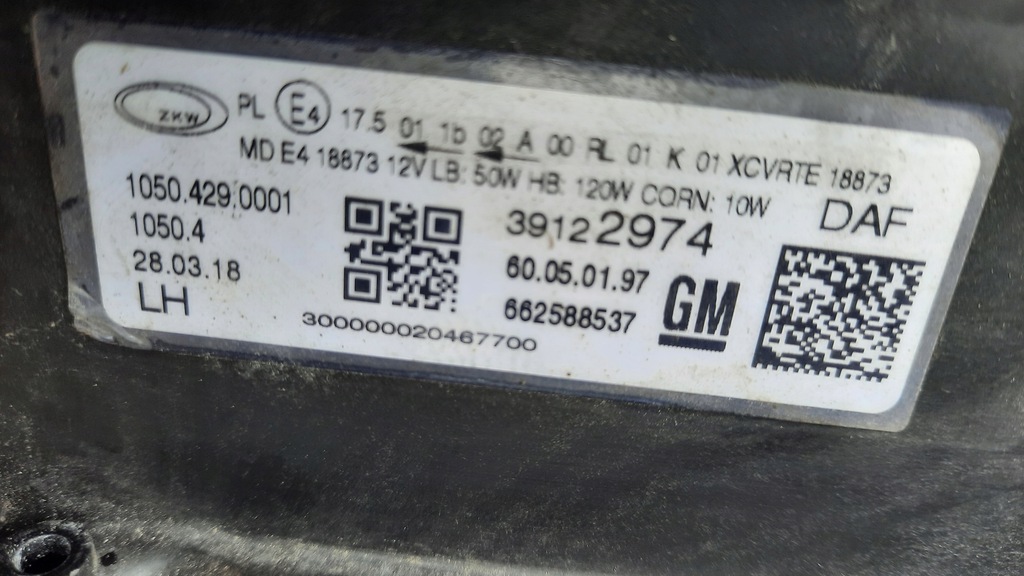 ZKW PL E4 17.5 01 1b 02 A 00 RL 01 K 01 XCVRTE 18873
MD E4 18873 12V LB: 50W HB: 120W CORN: 10W
1050.429.0001
39122974
DAF
1050.4
60.05.01.97
28.03.18
662588537
GM
LH
300000020467700